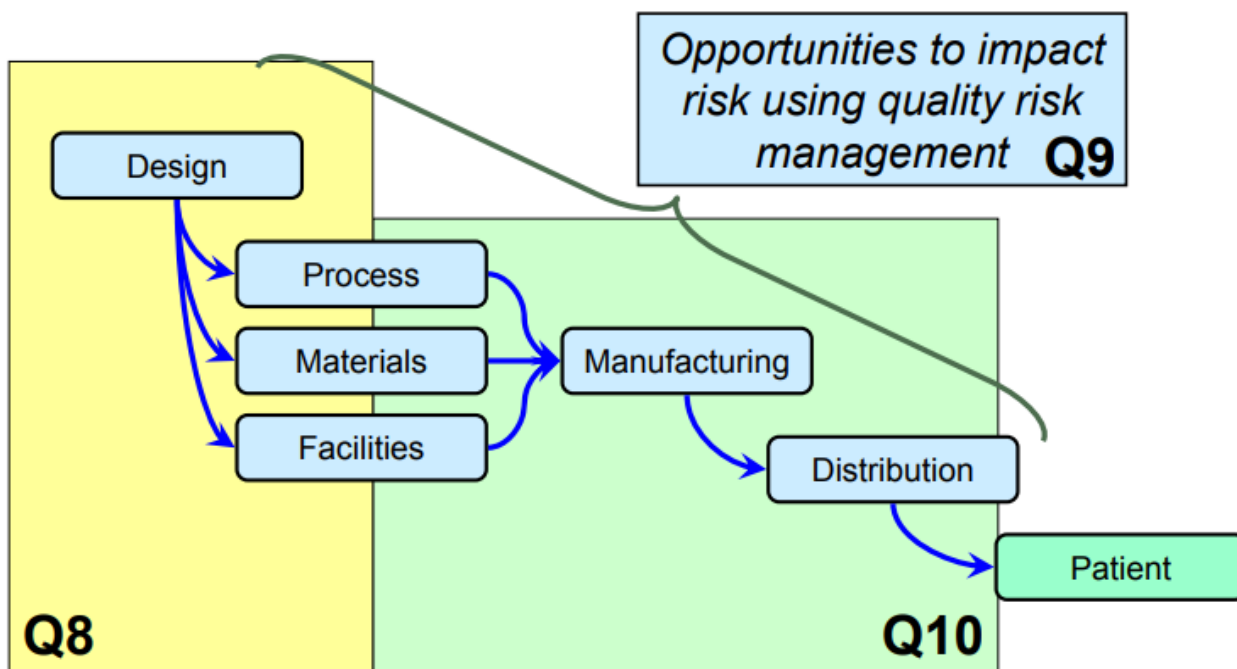 Opportunities to impact
risk using quality risk
management Q9
Design
Process
Materials
Manufacturing
Facilities
Distribution
Patient
Q8
Q10